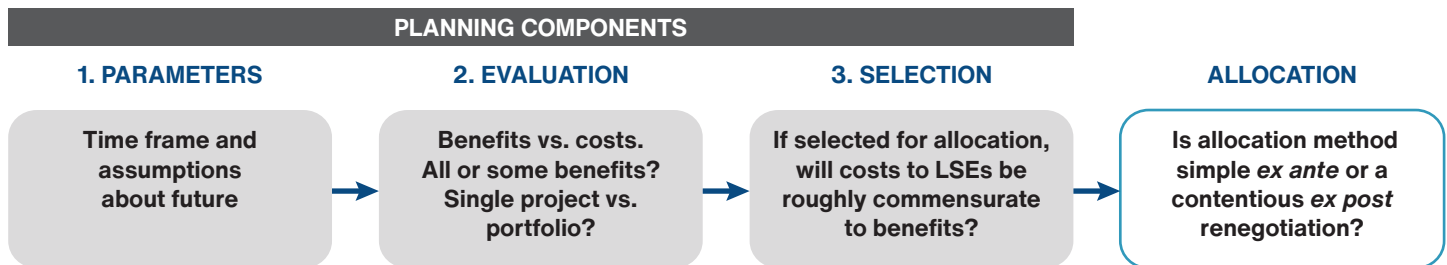 PLANNING COMPONENTS
1. PARAMETERS
2. EVALUATION
3. SELECTION
ALLOCATION
Time frame and
assumptions
about future
Benefits vs. costs.
All or some benefits?
Single project vs.
portfolio?
If selected for allocation,
will costs to LSEs be
roughly commensurate
to benefits?
Is allocation method
simple ex ante or a
contentious ex post
renegotiation?